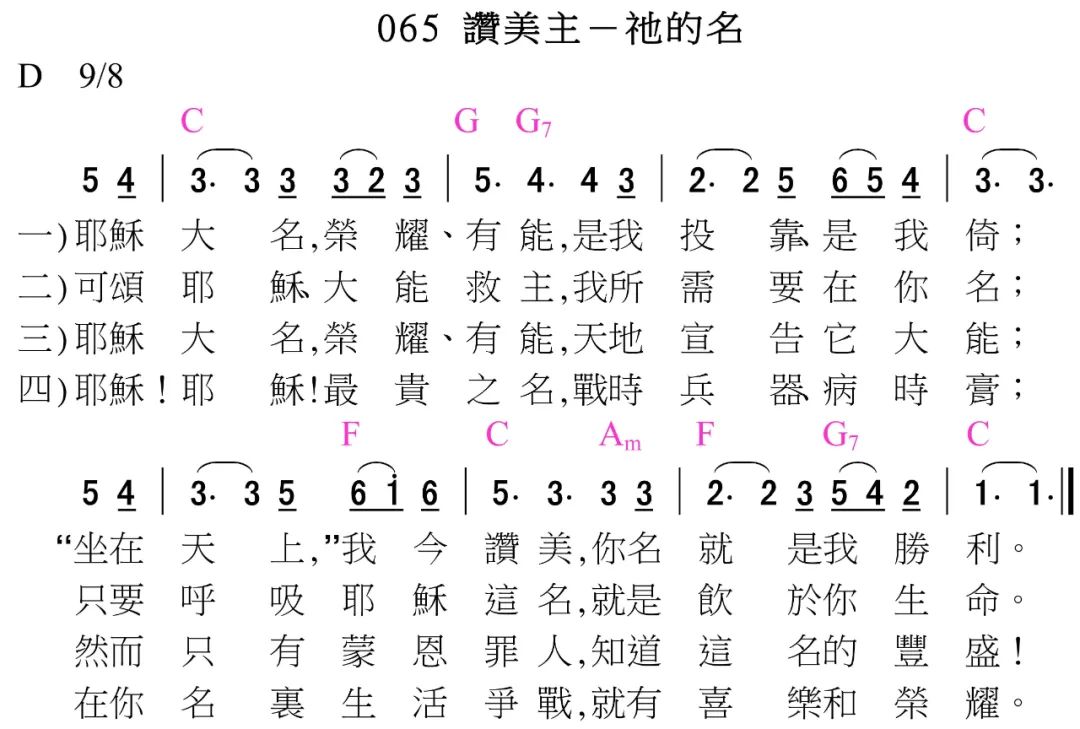 065 讚美主－祂的名
D 9/8
C G G7 C
5 4 | 3· 3 3 3 2 3 | 5· 4· 4 3 | 2· 2 5 6 5 4 | 3· 3·
一)耶穌 大 名,榮 耀、有 能,是我 投 靠、是 我 倚；
二)可頌 耶 穌、大 能 救 主,我所 需 要 在 你 名；
三)耶穌 大 名,榮 耀、有 能,天地 宣 告 它 大 能；
四)耶穌！耶 穌!最 貴 之 名,戰時 兵 器、病 時 膏；
F C Am F G7 C
5 4 | 3· 3 5 6 i 6 | 5· 3· 3 3 | 2· 2 3 5 4 2 | 1· 1·‖
“坐在 天 上,”我 今 讚 美,你名 就 是我 勝 利。
只要 呼 吸 耶 穌 這 名,就是 飲 於你 生 命。
然而 只 有 蒙 恩 罪 人,知道 這 名的 豐 盛！
在你 名 裏 生 活 爭 戰,就有 喜 樂和 榮 耀。